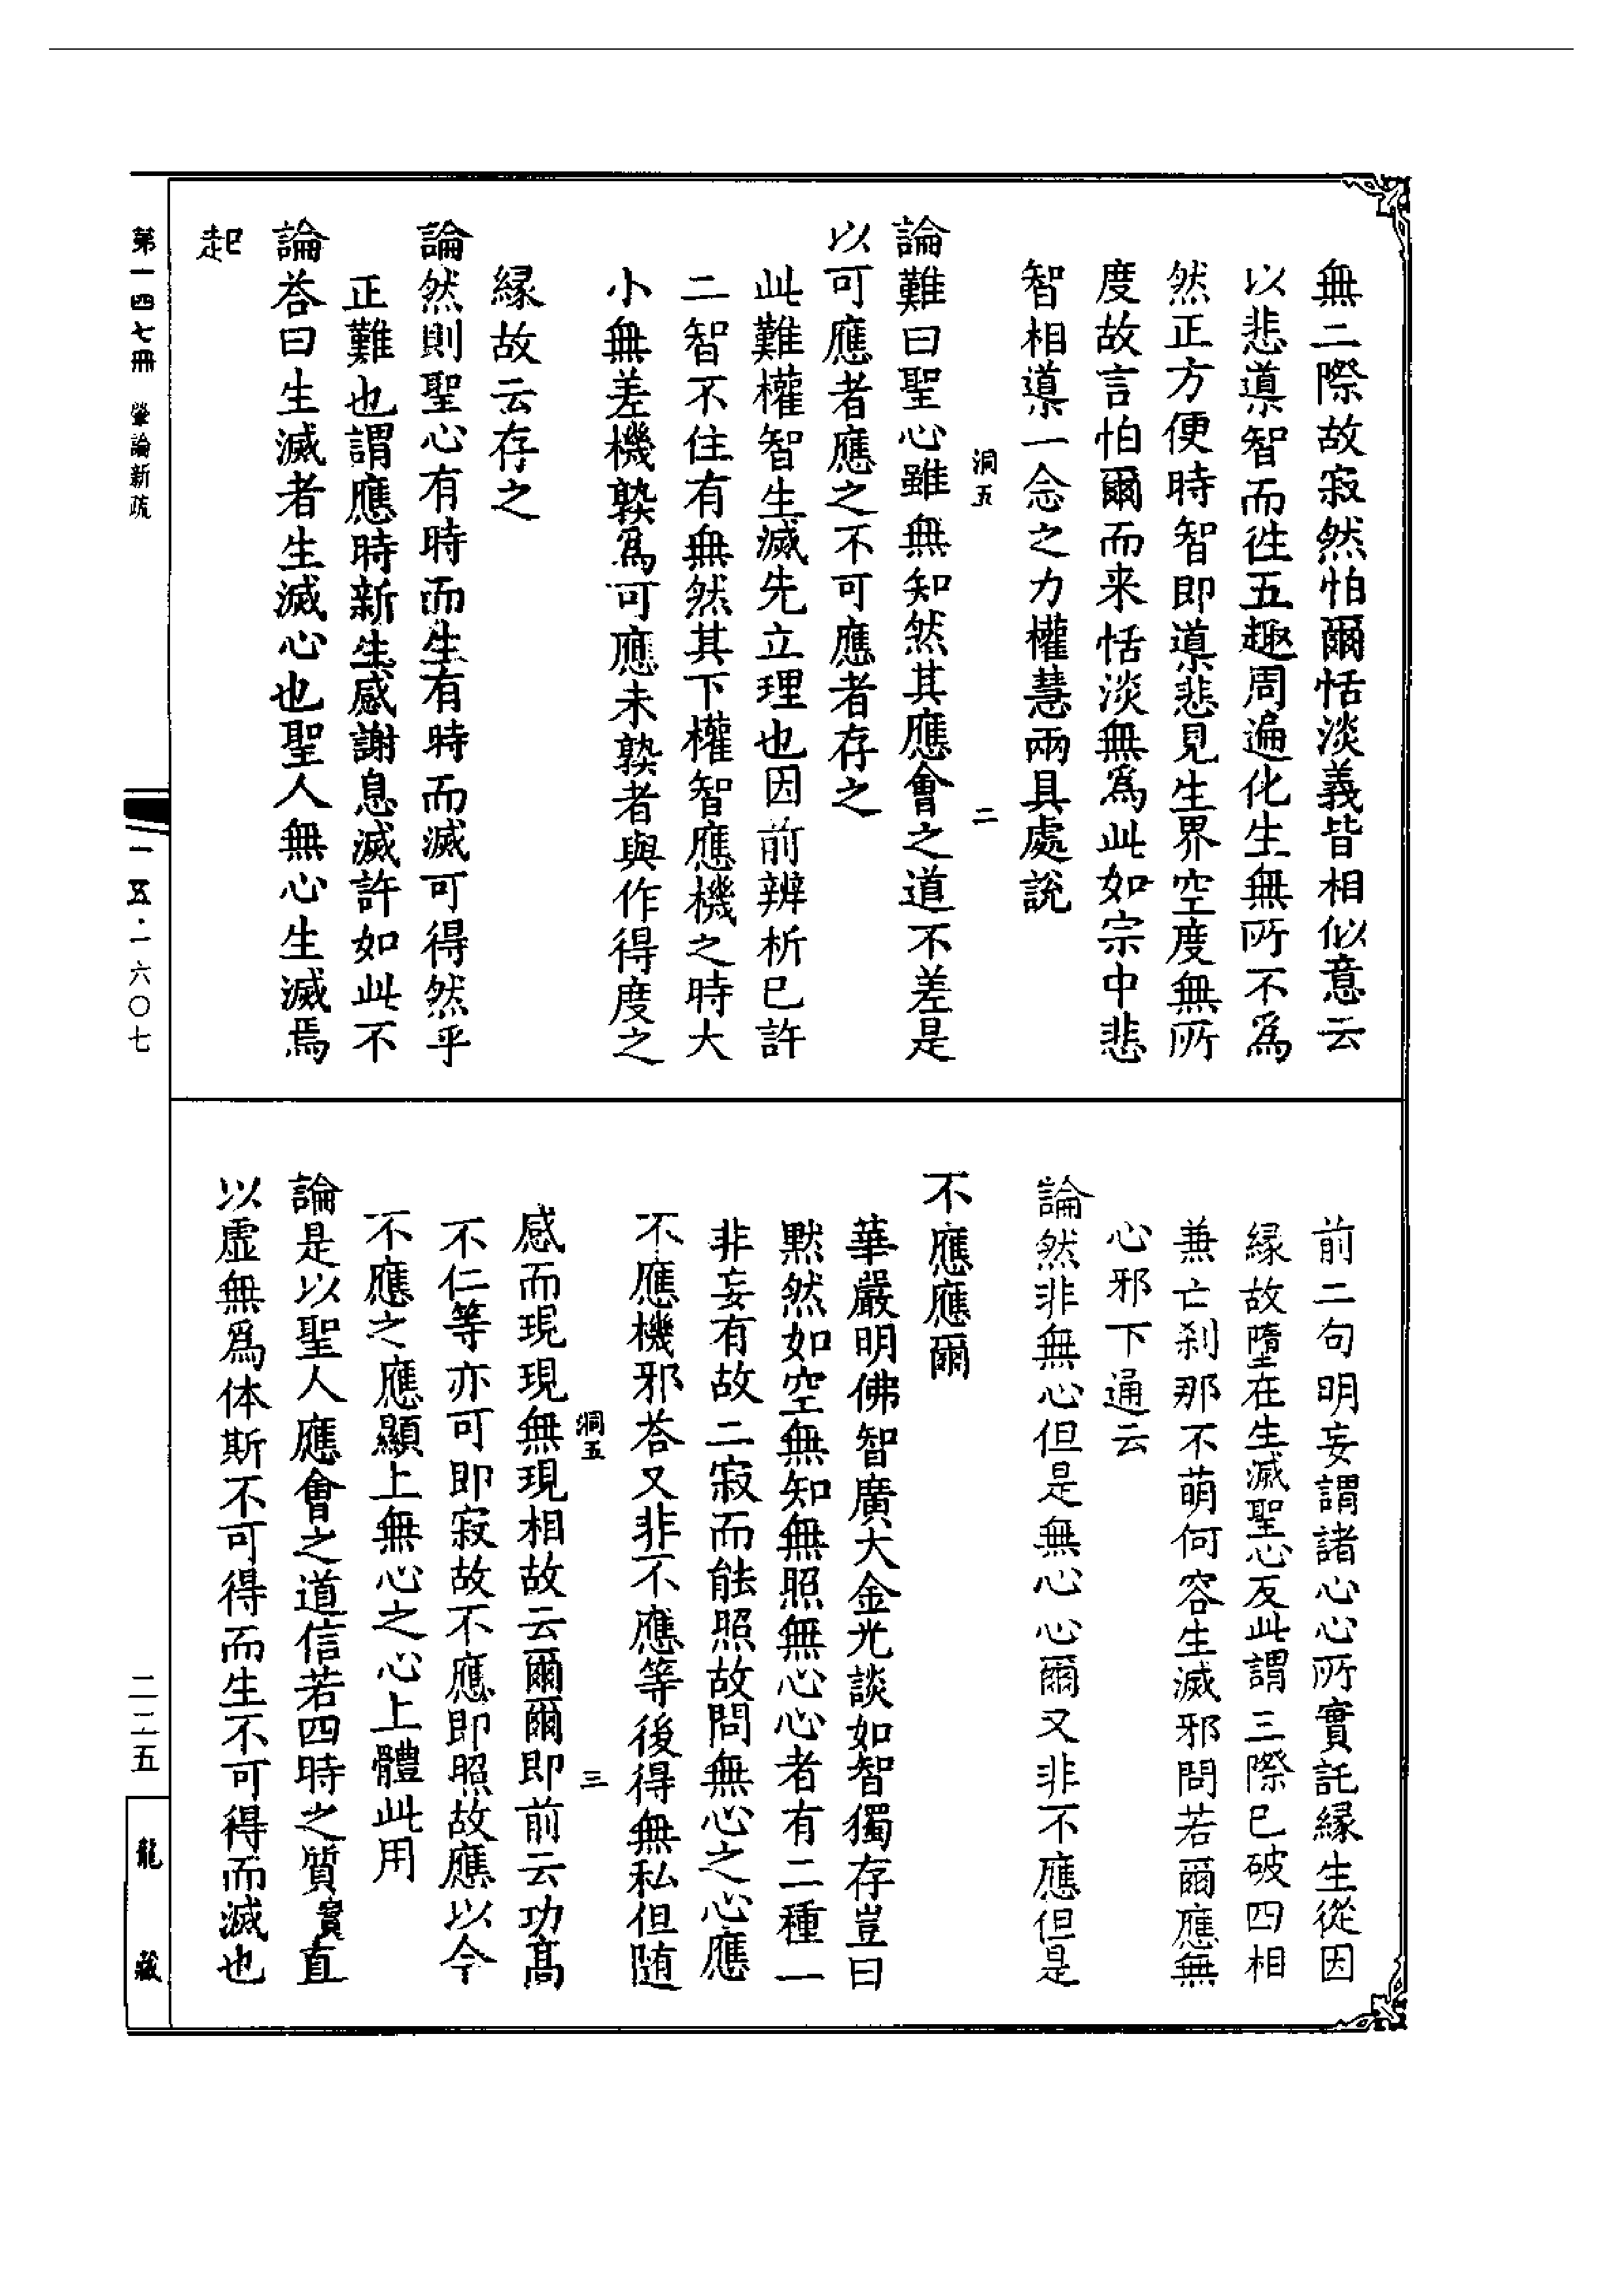 無二際故寂然怕爾恬淡義皆相似意云
以悲導智而徃五趣周遍化生無所不為
然正方便時智即導悲見生界空度無所
度故言怕爾而来恬淡無為此如宗中悲
智相導一念之力權慧兩具處說
洞五　二
論難曰聖心雖無知然其應會之道不差是
以可應者應之不可應者存之
此難權智生滅先立理也因前辨析已許
二智不住有無然其下權智應機之時大
小無差機孰為可應未孰者與作得度之
緣故云存之
論然則聖心有時而生有時而滅可得然乎
正難也謂應時新生感謝息滅許如此不
論荅曰生滅者生滅心也聖人無心生滅焉
起
前二句明妄謂諸心心所實託緣生從因
緣故墮在生滅聖心反此謂三際已破四相
兼亡刹那不萌何容生滅邪問若爾應無
心邪下通云
論然非無心但是無心心爾又非不應但是
不應應爾
華嚴明佛智廣大金光談如智獨存豈曰
黙然如空無知無照無心心者有二種一
非妄有故二寂而能照故問無心之心應
不應機邪荅又非不應等後得無私但随
洞五　三
感而現現無現相故云爾爾即前云功髙
不仁等亦可即寂故不應即照故應以今
不應之應顯上無心之心上體此用
論是以聖人應會之道信若四時之質實直
以虛無為体斯不可得而生不可得而滅也
第一四七冊　肇論新疏
一五·一六〇七
二二五
龍藏